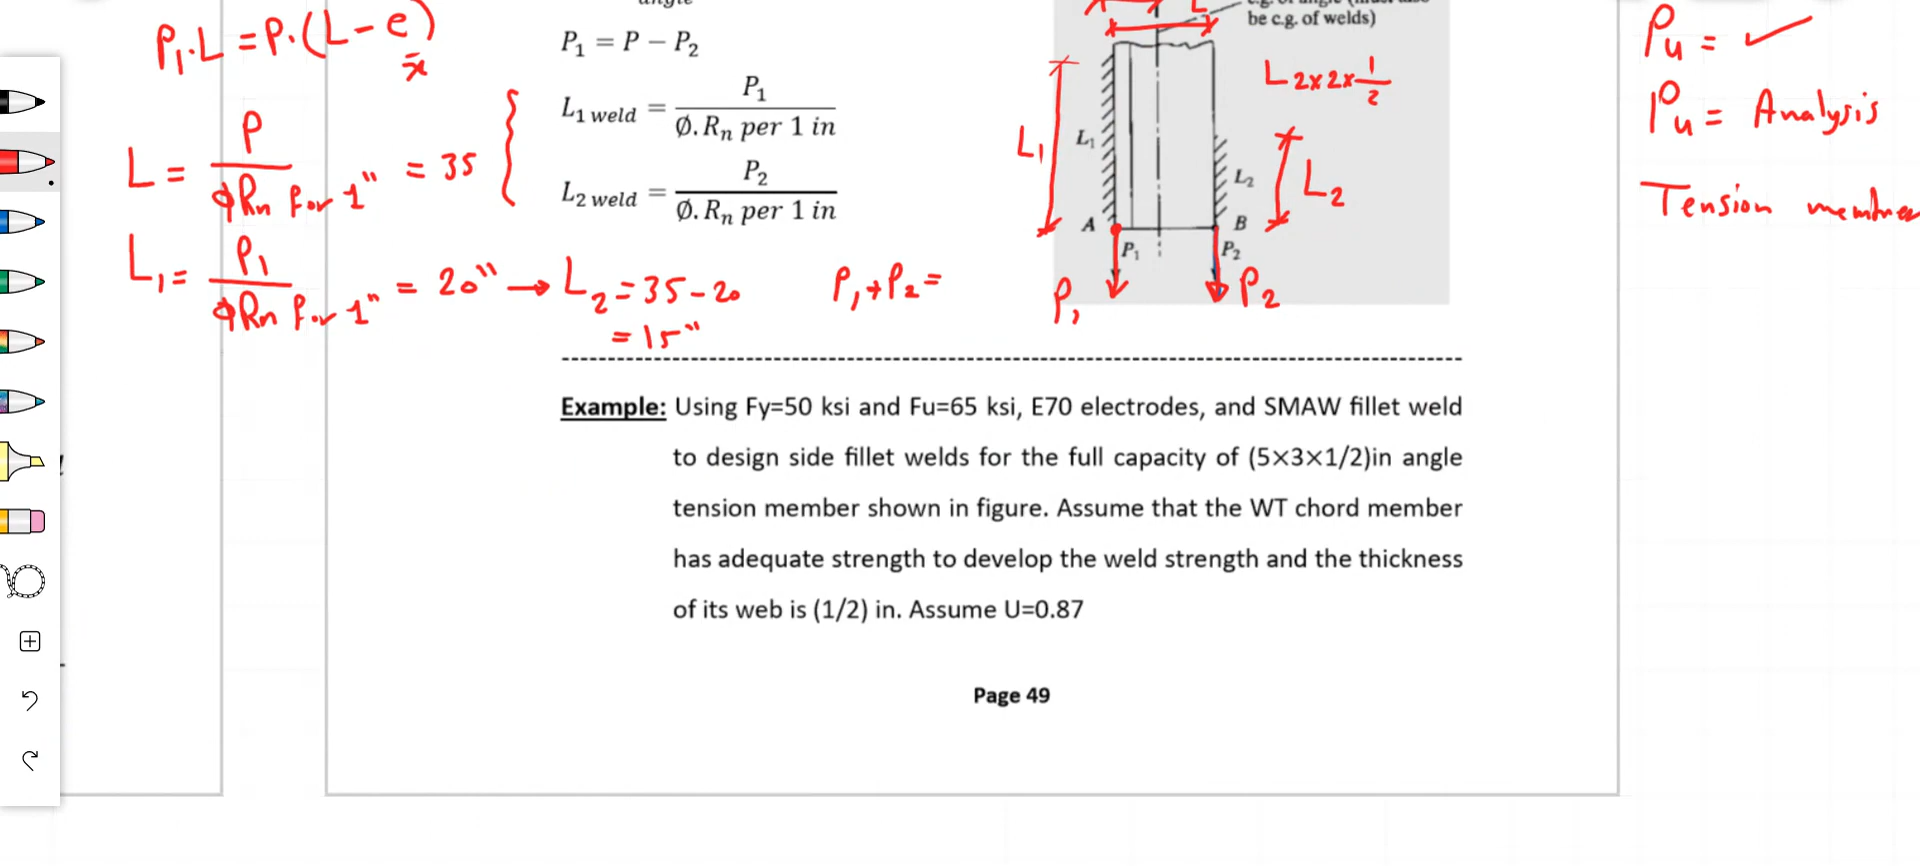 be c.g. of welds)
P₁.L = P.(L-e)
x̄
P₁ = P − P₂
L₁ weld = P₁ / Ø.Rₙ per 1 in
L₂ weld = P₂ / Ø.Rₙ per 1 in
L = P / ϕRn for 1" = 35
L₁ = P₁ / ϕRn for 1" = 20" → L₂ = 35-20
= 15"
P₁+P₂=
L
L 2x2x1/2
L₁
L₁
L₂
L₂
A
B
P₁
P₂
P₁
P₂
Pu = ✓
Pu = Analysis
Tension member
Example: Using Fy=50 ksi and Fu=65 ksi, E70 electrodes, and SMAW fillet weld
to design side fillet welds for the full capacity of (5×3×1/2)in angle
tension member shown in figure. Assume that the WT chord member
has adequate strength to develop the weld strength and the thickness
of its web is (1/2) in. Assume U=0.87
Page 49